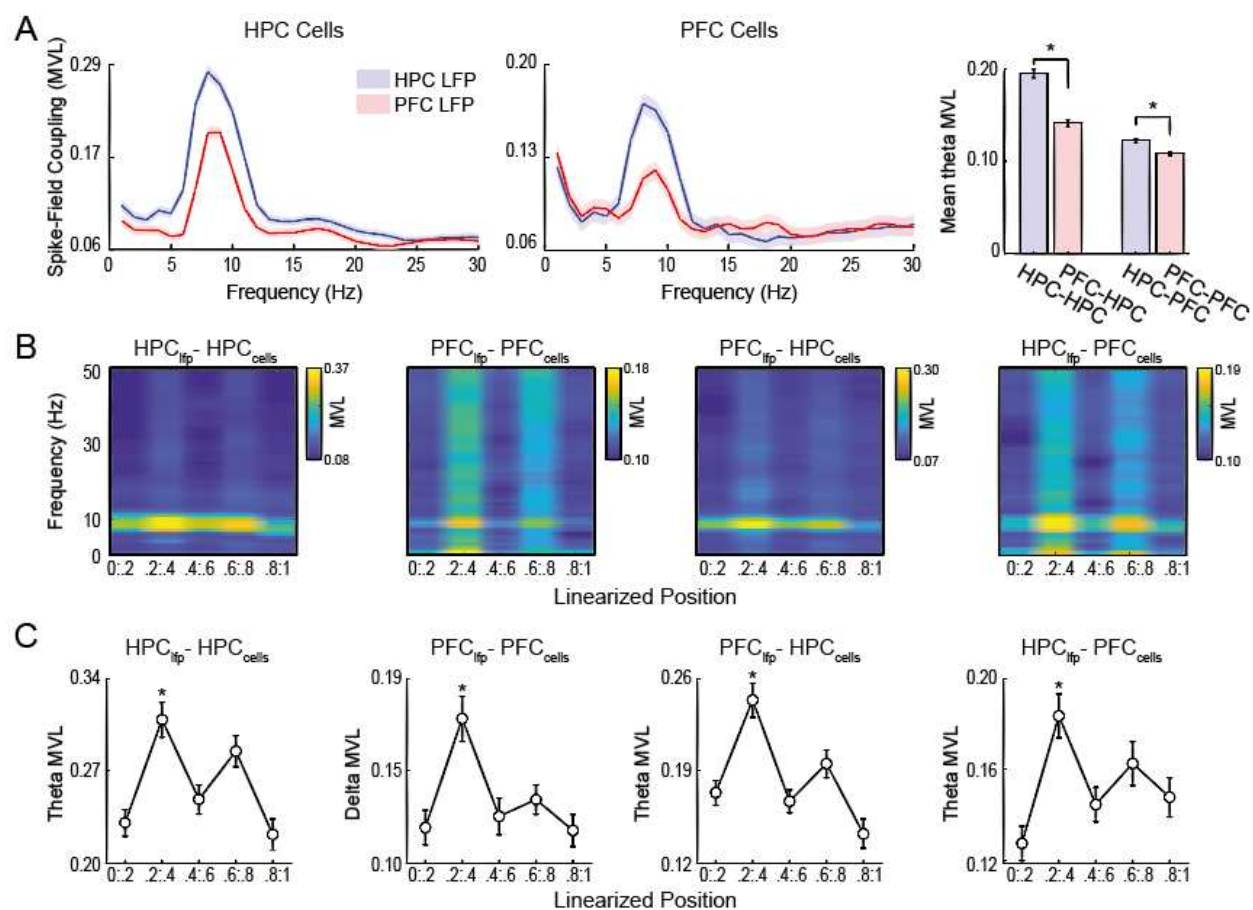 A
HPC Cells
PFC Cells
Spike-Field Coupling (MVL)
0.29
0.17
0.06
HPC LFP
PFC LFP
0 5 10 15 20 25 30
Frequency (Hz)
0.20
0.13
0.06
0 5 10 15 20 25 30
Frequency (Hz)
Mean theta MVL
0.20
0.10
0
* *
HPC-HPC
PFC-HPC
HPC-PFC
PFC-PFC
B
HPClfp- HPCcells
PFClfp- PFCcells
PFClfp- HPCcells
HPClfp- PFCcells
Frequency (Hz)
50
30
10
0
0.37
MVL
0.08
0.18
MVL
0.10
0.30
MVL
0.07
0.19
MVL
0.10
0:.2 .2:.4 .4:.6 .6:.8 .8:1
0:.2 .2:.4 .4:.6 .6:.8 .8:1
0:.2 .2:.4 .4:.6 .6:.8 .8:1
0:.2 .2:.4 .4:.6 .6:.8 .8:1
Linearized Position
C
HPClfp- HPCcells
PFClfp- PFCcells
PFClfp- HPCcells
HPClfp- PFCcells
Theta MVL
0.34
0.27
0.20
*
0:.2 .2:.4 .4:.6 .6:.8 .8:1
Delta MVL
0.19
0.15
0.10
*
0:.2 .2:.4 .4:.6 .6:.8 .8:1
Theta MVL
0.26
0.19
0.12
*
0:.2 .2:.4 .4:.6 .6:.8 .8:1
Theta MVL
0.20
0.16
0.12
*
0:.2 .2:.4 .4:.6 .6:.8 .8:1
Linearized Position